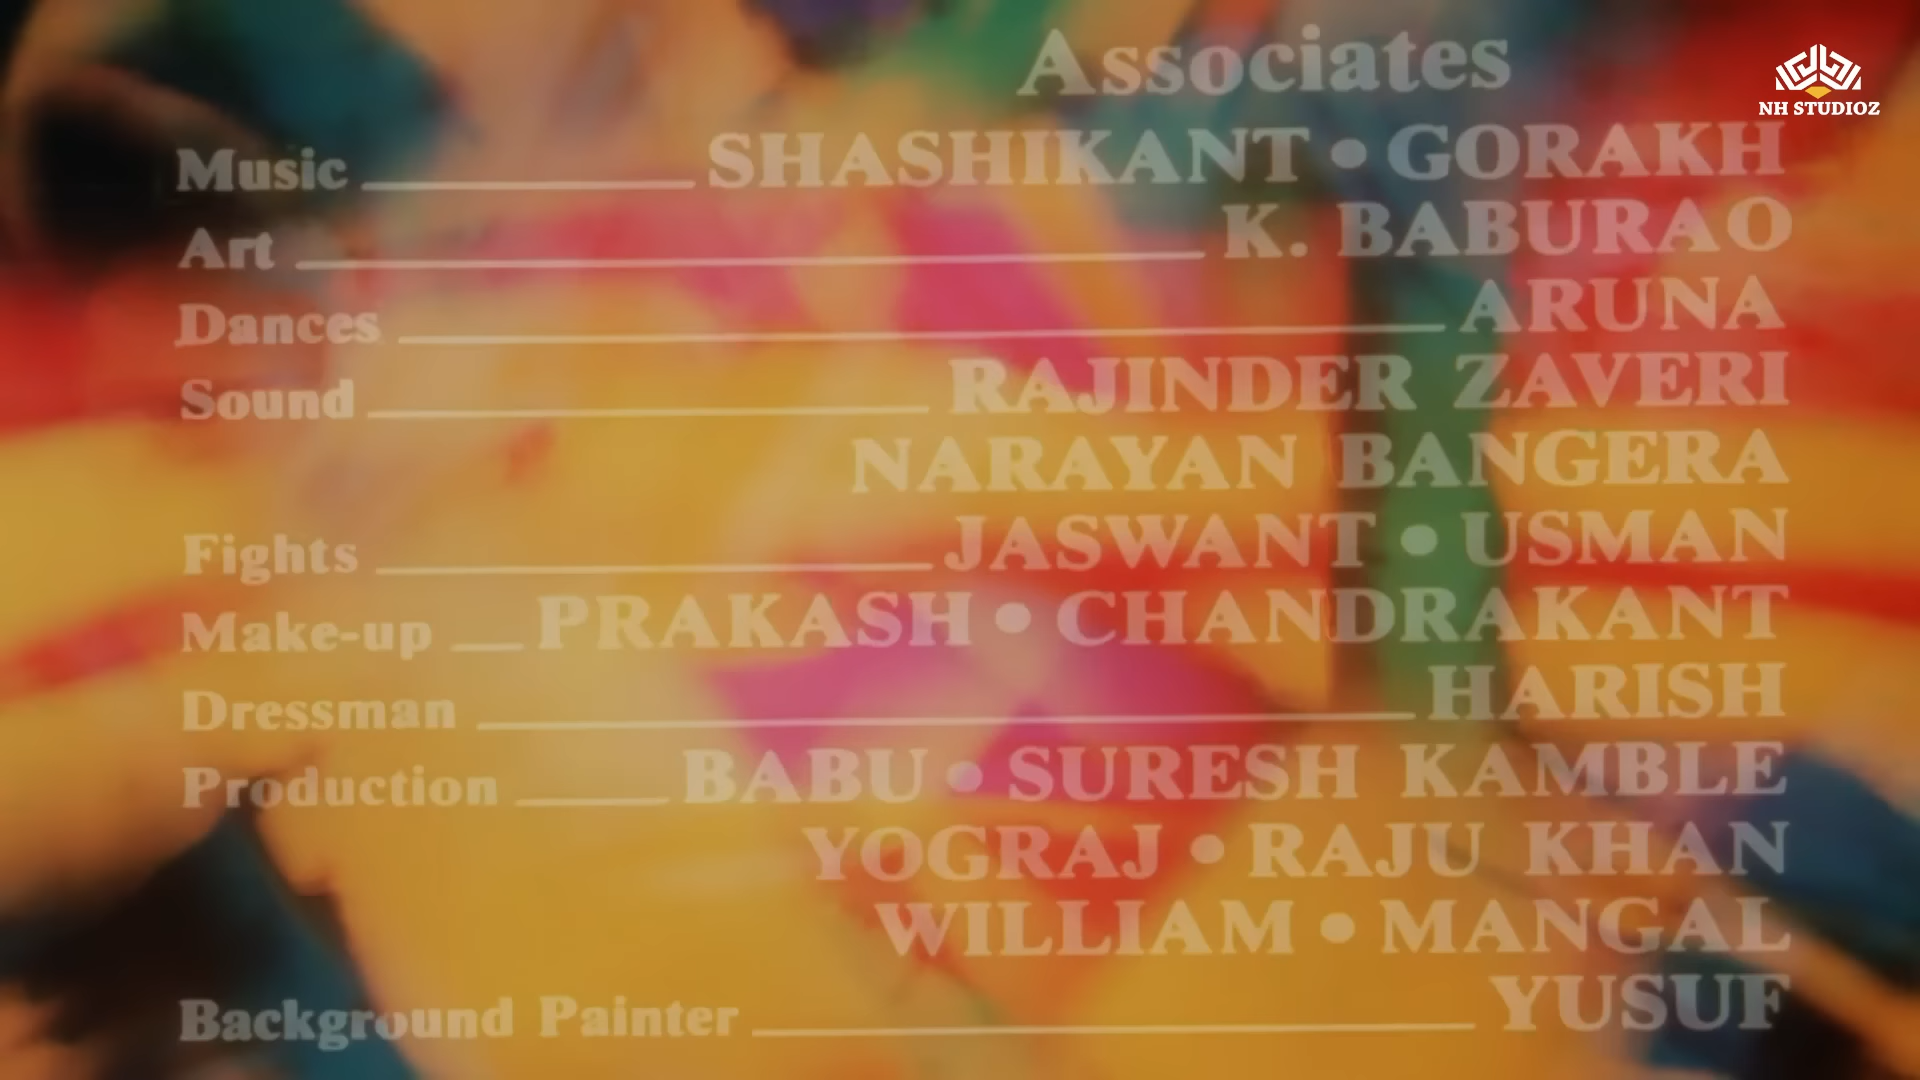 Associates
NH STUDIOZ
Music SHASHIKANT • GORAKH
Art K. BABURAO
Dances ARUNA
Sound RAJINDER ZAVERI
NARAYAN BANGERA
Fights JASWANT • USMAN
Make-up PRAKASH • CHANDRAKANT
Dressman HARISH
Production BABU • SURESH KAMBLE
YOGRAJ • RAJU KHAN
WILLIAM • MANGAL
YUSUF
Background Painter